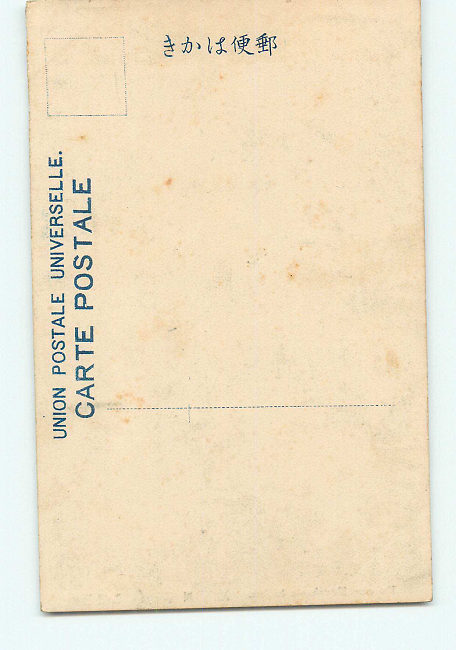 きかは便郵
UNION POSTALE UNIVERSELLE.
CARTE POSTALE